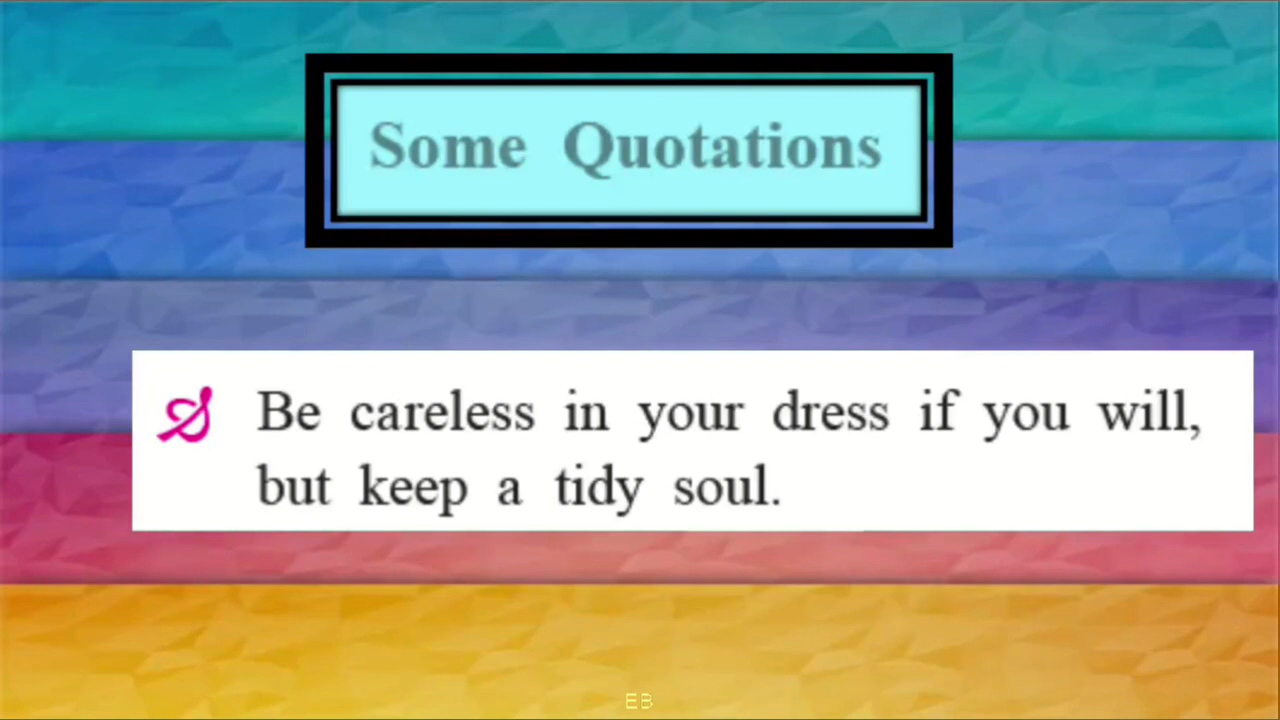 Some Quotations
Be careless in your dress if you will,
but keep a tidy soul.
EB